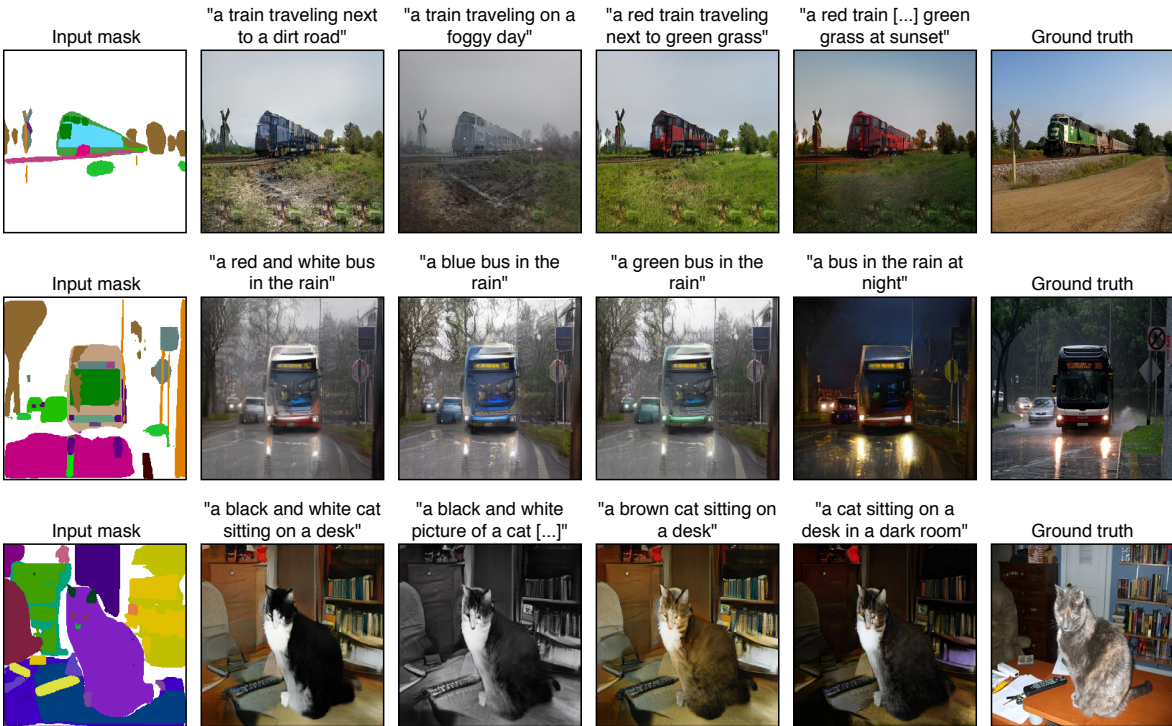 "a train traveling next
to a dirt road"
"a train traveling on a
foggy day"
"a red train traveling
next to green grass"
"a red train [...] green
grass at sunset"
Input mask
Ground truth
"a red and white bus
in the rain"
"a blue bus in the
rain"
"a green bus in the
rain"
"a bus in the rain at
night"
Input mask
Ground truth
"a black and white cat
sitting on a desk"
"a black and white
picture of a cat [...]"
"a brown cat sitting on
a desk"
"a cat sitting on a
desk in a dark room"
Input mask
Ground truth